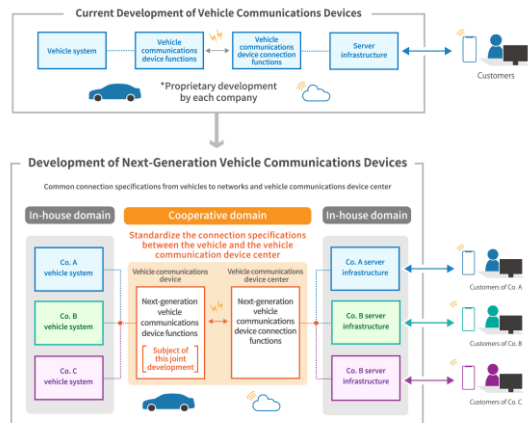 Current Development of Vehicle Communications Devices
Vehicle system
Vehicle
communications
device functions
Vehicle
communications
device connection
functions
Server
infrastructure
Customers
*Proprietary development
by each company
Development of Next-Generation Vehicle Communications Devices
Common connection specifications from vehicles to networks and vehicle communications device center
In-house domain
Cooperative domain
In-house domain
Standardize the connection specifications
between the vehicle and the vehicle
communication device center
Co. A
vehicle system
Co. B
vehicle system
Co. C
vehicle system
Vehicle communications
device
Next-generation
vehicle
communications
device functions
Subject of
this joint
development
Vehicle communications
device center
Next-generation
vehicle
communications
device connection
functions
Co. A server
infrastructure
Co. B server
infrastructure
Co. B server
infrastructure
Customers of Co. A
Customers of Co. B
Customers of Co. C